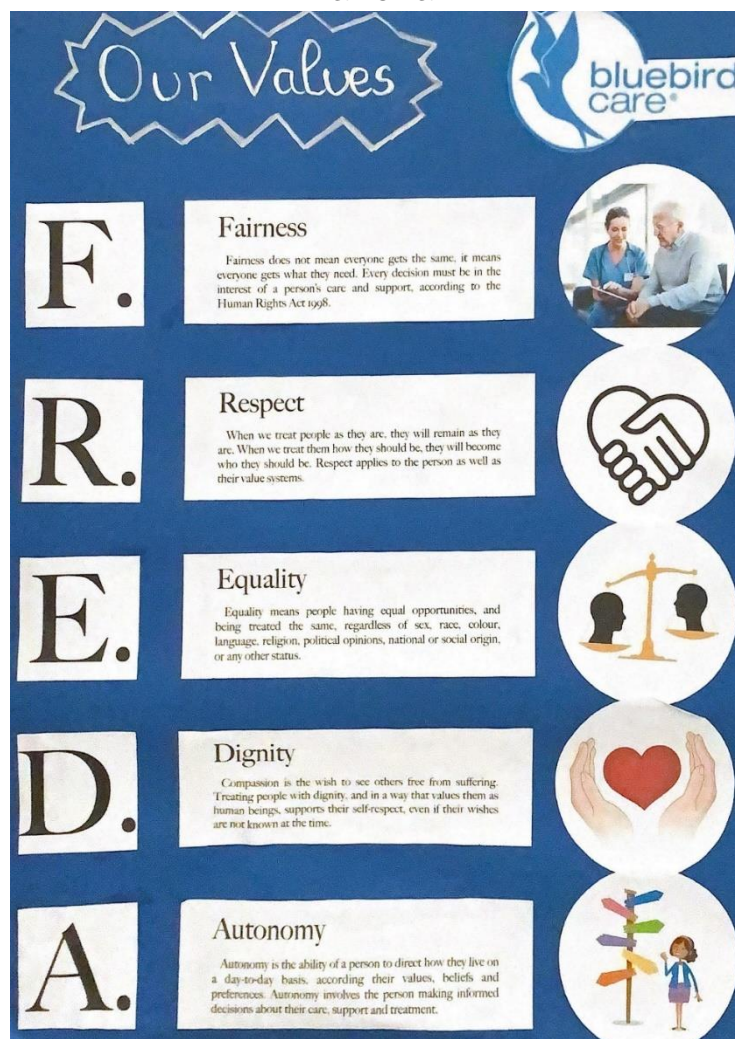 Our Values
bluebird
care®
F.
Fairness
Fairness does not mean everyone gets the same, it means
everyone gets what they need. Every decision must be in the
interest of a person's care and support, according to the
Human Rights Act 1998.
R.
Respect
When we treat people as they are, they will remain as they
are. When we treat them how they should be, they will become
who they should be. Respect applies to the person as well as
their value systems.
E.
Equality
Equality means people having equal opportunities, and
being treated the same, regardless of sex, race, colour,
language, religion, political opinions, national or social origin,
or any other status.
D.
Dignity
Compassion is the wish to see others free from suffering.
Treating people with dignity, and in a way that values them as
human beings, supports their self-respect, even if their wishes
are not known at the time.
A.
Autonomy
Autonomy is the ability of a person to direct how they live on
a day-to-day basis, according their values, beliefs and
preferences. Autonomy involves the person making informed
decisions about their care, support and treatment.